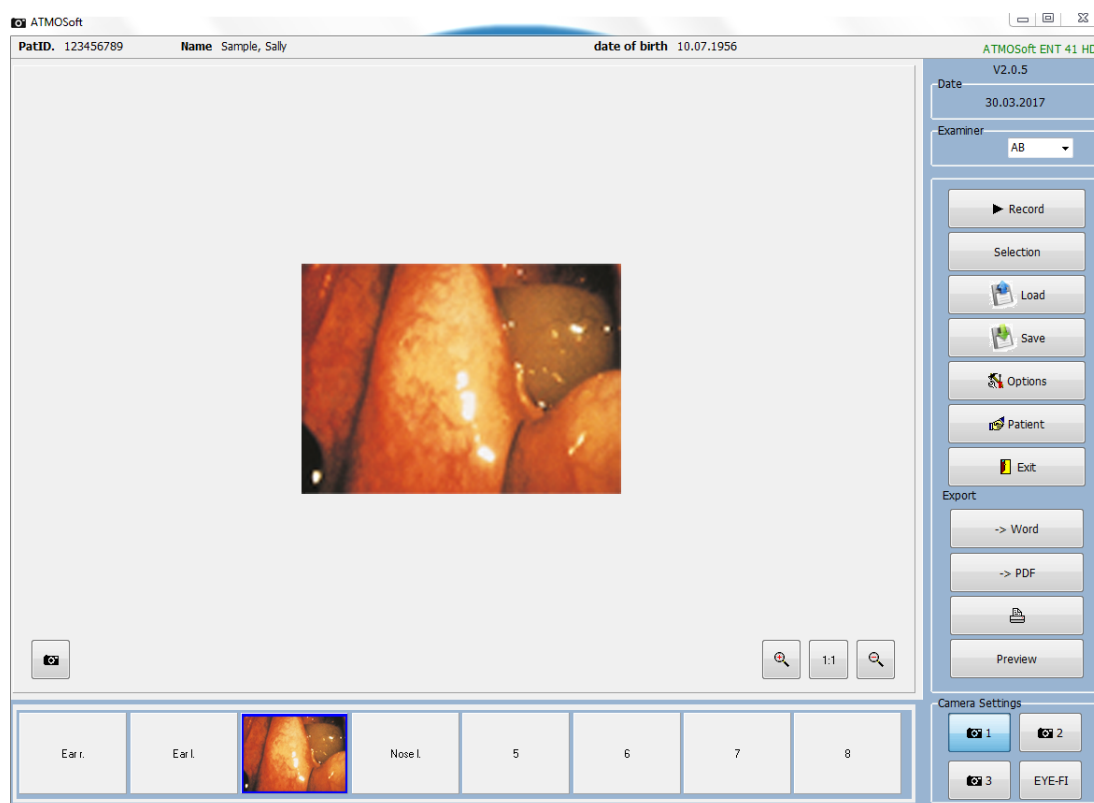 ATMOSoft
PatID. 123456789 Name Sample, Sally date of birth 10.07.1956
ATMOSoft ENT 41 HD
V2.0.5
Date
30.03.2017
Examiner
AB
Record
Selection
Load
Save
Options
Patient
Exit
Export
-> Word
-> PDF
Preview
1:1
Ear r. Ear l. Nose l. 5 6 7 8
Camera Settings
1 2
3 EYE-FI